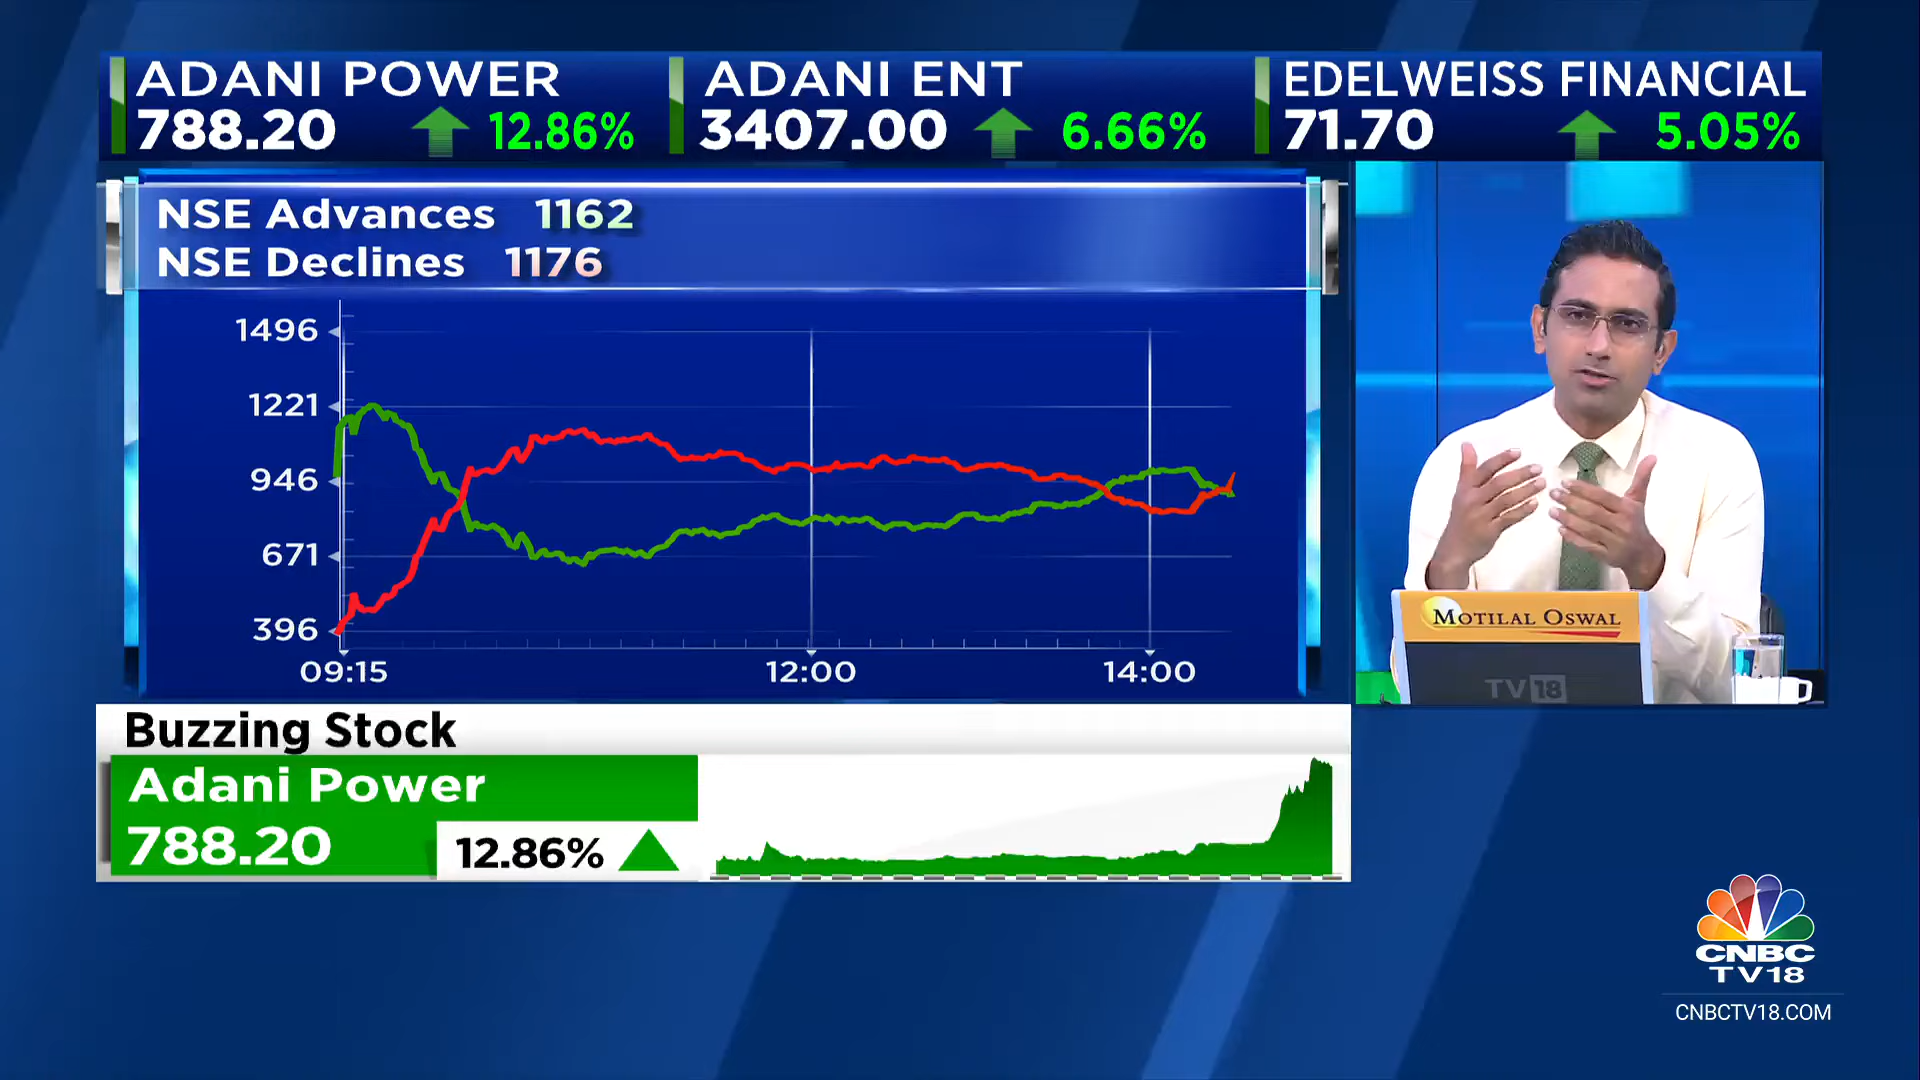 ADANI POWER
788.20 12.86%
ADANI ENT
3407.00 6.66%
EDELWEISS FINANCIAL
71.70 5.05%
NSE Advances 1162
NSE Declines 1176
1496
1221
946
671
396
09:15 12:00 14:00
MOTILAL OSWAL
TV18
Buzzing Stock
Adani Power
788.20 12.86%
CNBC
TV18
CNBCTV18.COM